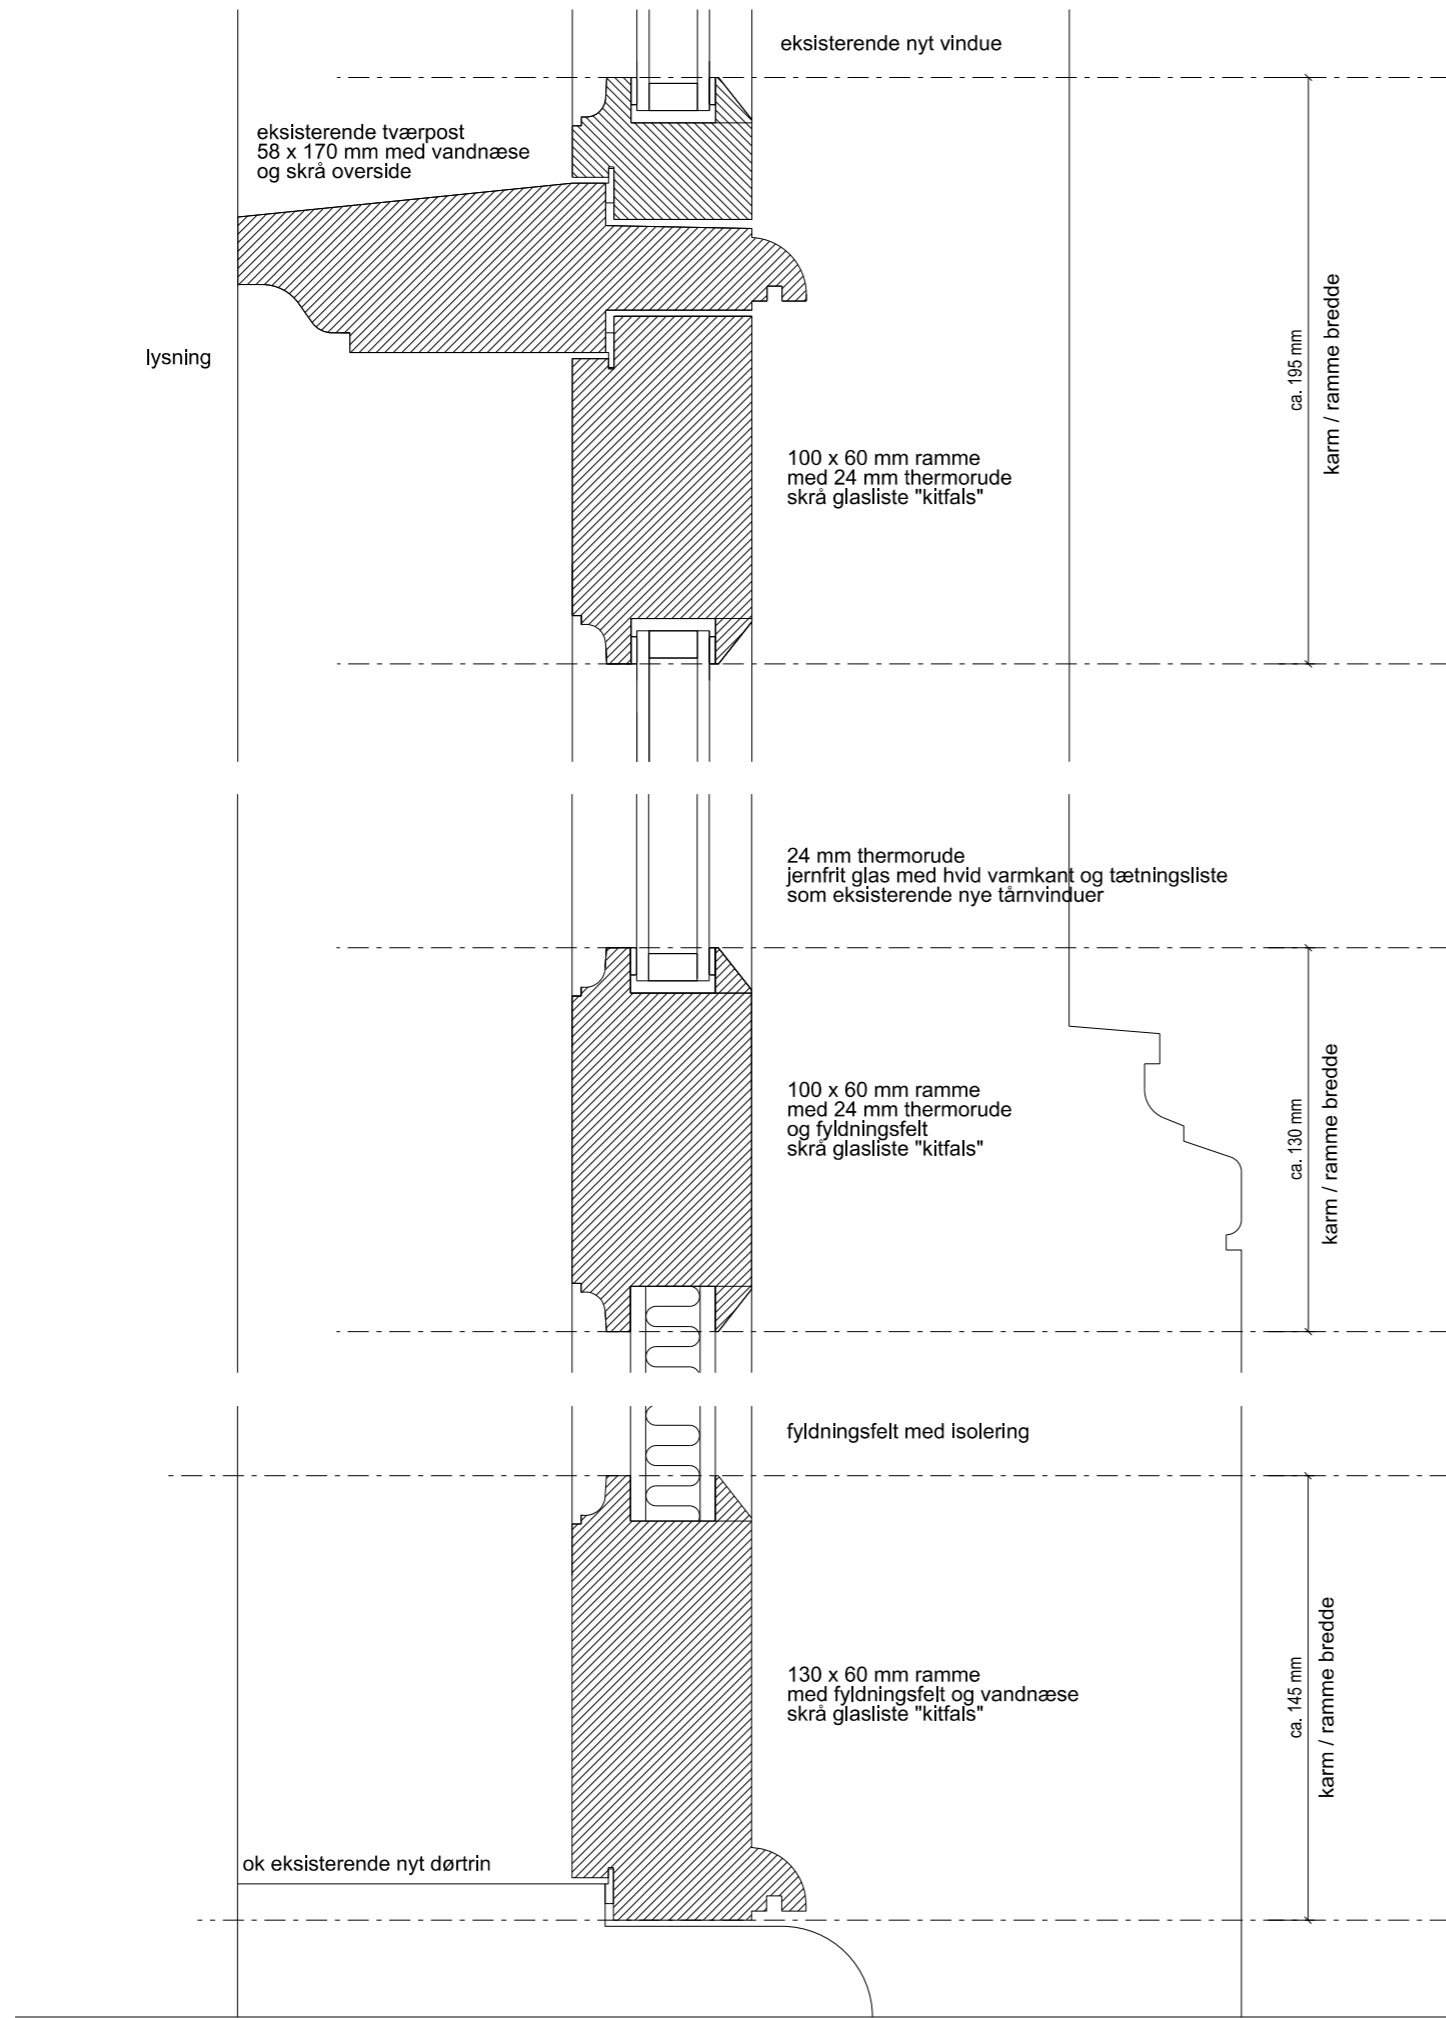 eksisterende nyt vindue
eksisterende tværpost
58 x 170 mm med vandnæse
og skrå overside
lysning
ca. 195 mm
karm / ramme bredde
100 x 60 mm ramme
med 24 mm thermorude
skrå glasliste "kitfals"
24 mm thermorude
jernfrit glas med hvid varmkant og tætningsliste
som eksisterende nye tårnvinduer
100 x 60 mm ramme
med 24 mm thermorude
og fyldningsfelt
skrå glasliste "kitfals"
ca. 130 mm
karm / ramme bredde
fyldningsfelt med isolering
130 x 60 mm ramme
med fyldningsfelt og vandnæse
skrå glasliste "kitfals"
ca. 145 mm
karm / ramme bredde
ok eksisterende nyt dørtrin